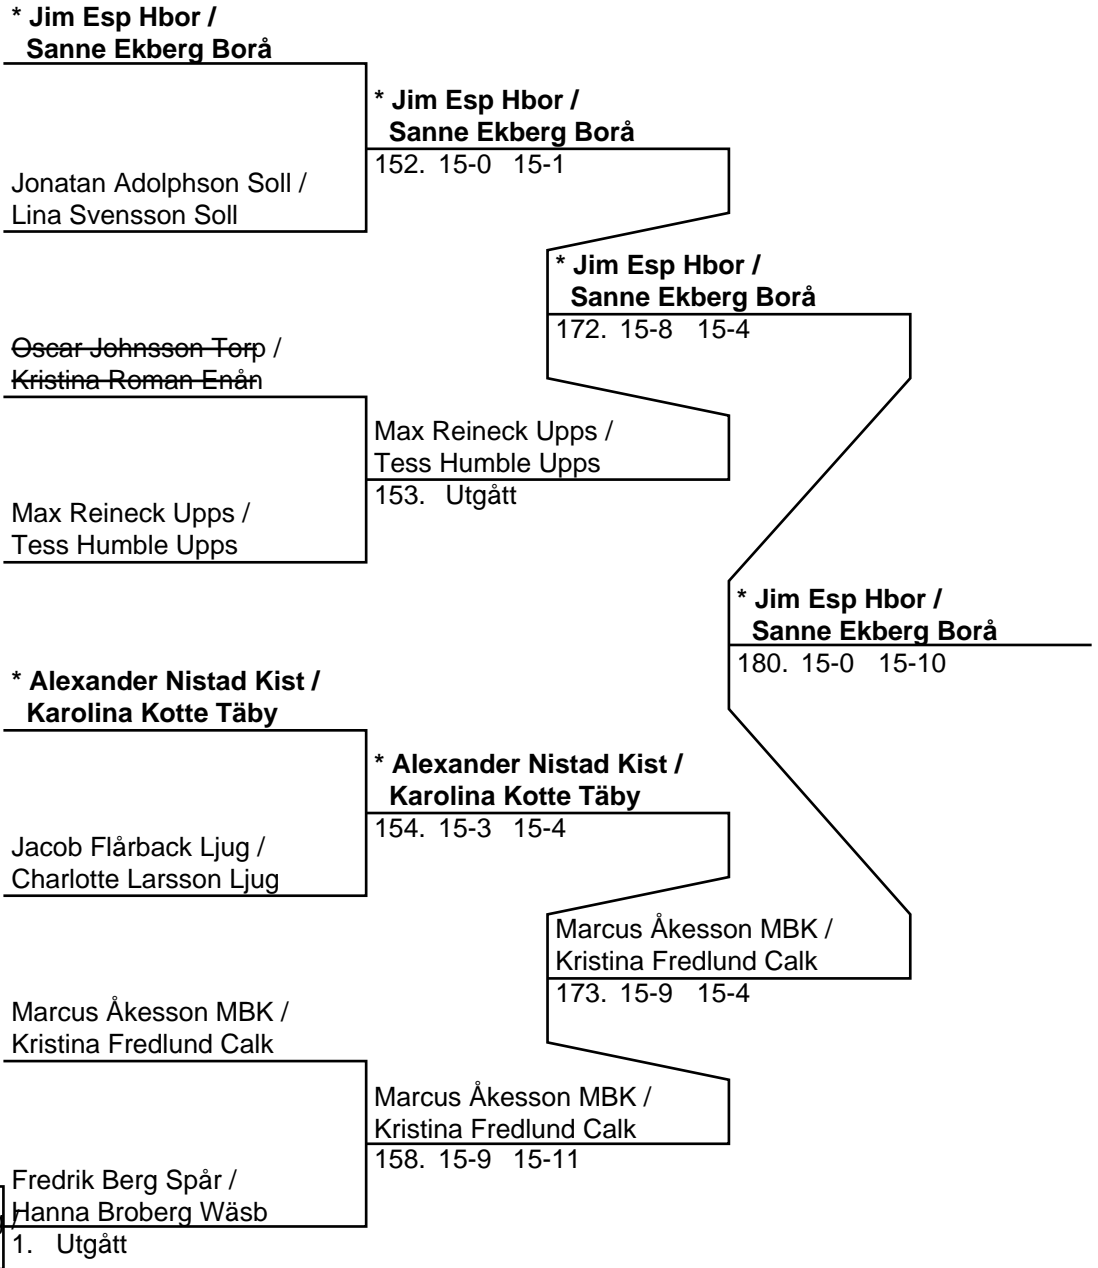 * Jim Esp Hbor /
Sanne Ekberg Borå
* Jim Esp Hbor /
Sanne Ekberg Borå
152. 15-0 15-1
Jonatan Adolphson Soll /
Lina Svensson Soll
* Jim Esp Hbor /
Sanne Ekberg Borå
172. 15-8 15-4
Oscar Johnsson Torp /
Kristina Roman Enån
Max Reineck Upps /
Tess Humble Upps
153. Utgått
Max Reineck Upps /
Tess Humble Upps
* Jim Esp Hbor /
Sanne Ekberg Borå
180. 15-0 15-10
* Alexander Nistad Kist /
Karolina Kotte Täby
* Alexander Nistad Kist /
Karolina Kotte Täby
154. 15-3 15-4
Jacob Flårback Ljug /
Charlotte Larsson Ljug
Marcus Åkesson MBK /
Kristina Fredlund Calk
173. 15-9 15-4
Marcus Åkesson MBK /
Kristina Fredlund Calk
Marcus Åkesson MBK /
Kristina Fredlund Calk
158. 15-9 15-11
Fredrik Berg Spår /
Hanna Broberg Wäsb
1. Utgått